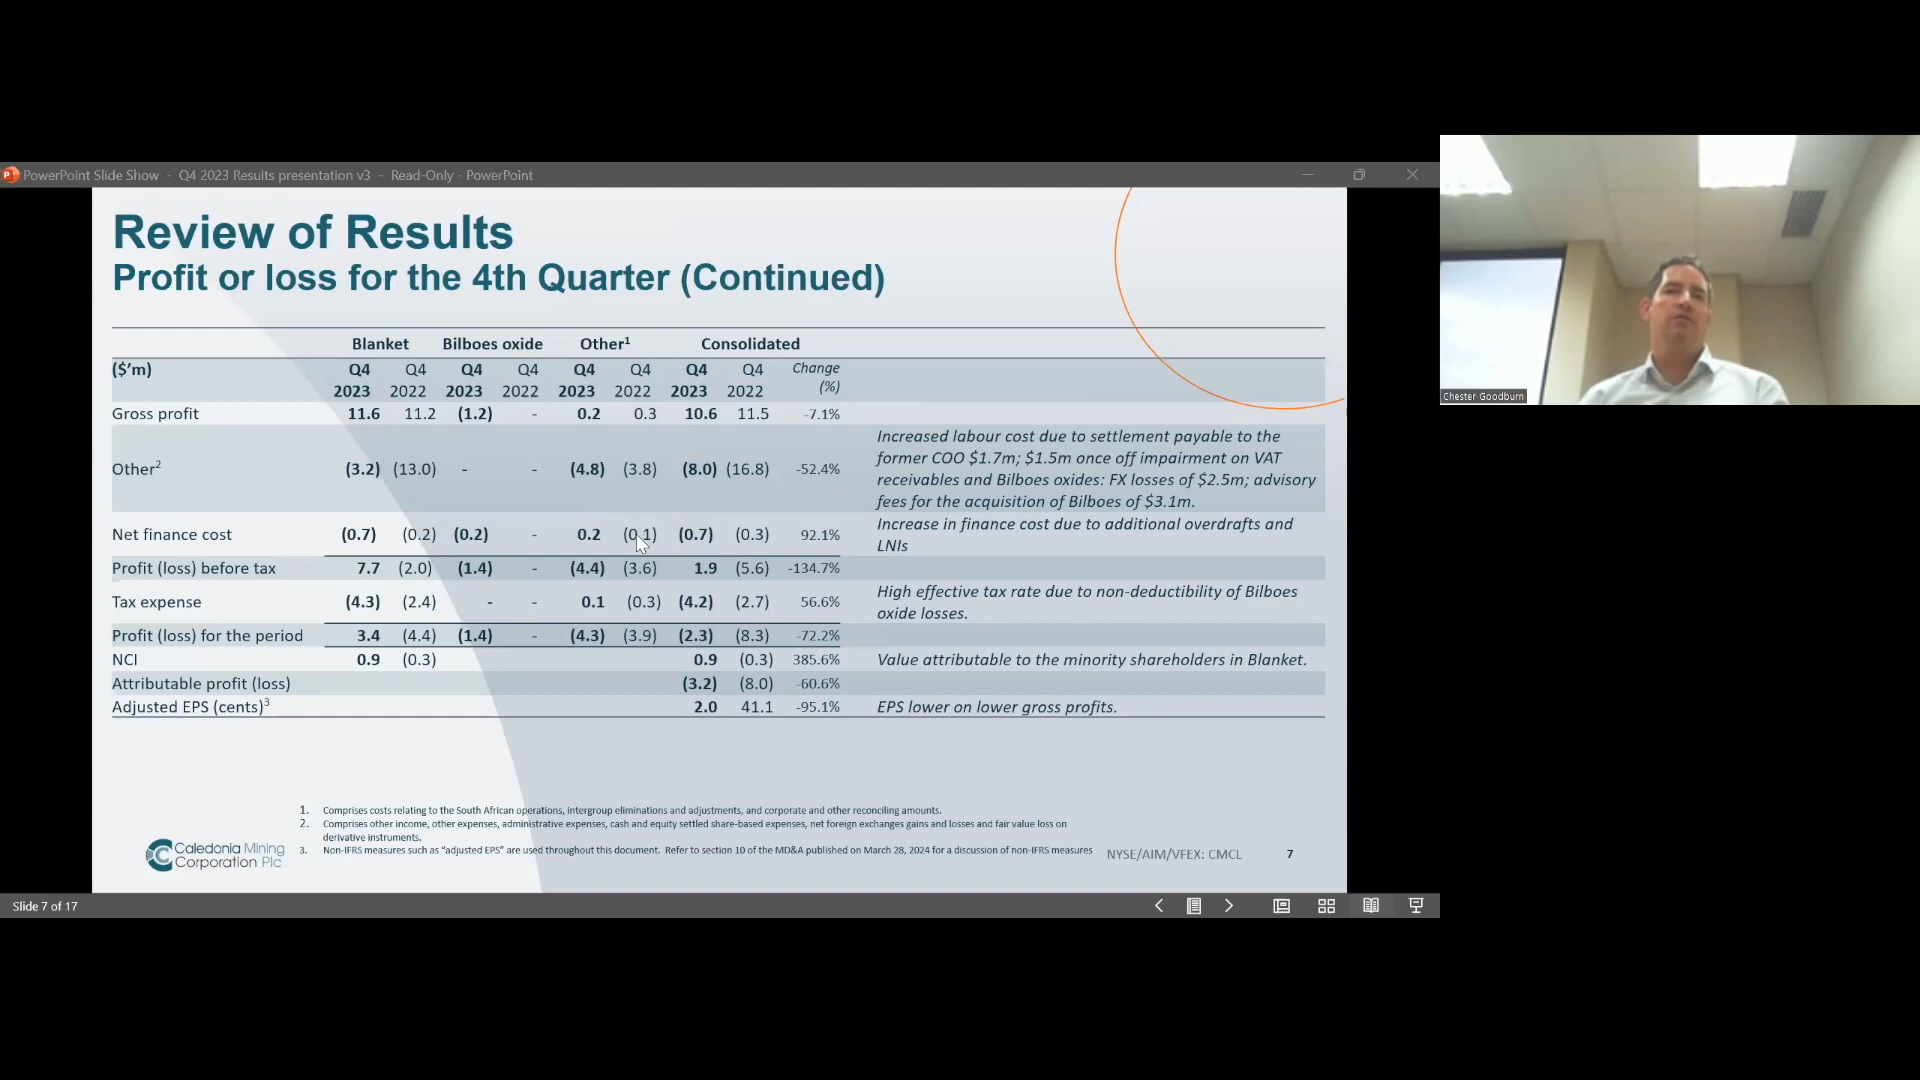 PowerPoint Slide Show - Q4 2023 Results presentation v3 - Read-Only - PowerPoint
Review of Results
Profit or loss for the 4th Quarter (Continued)
Blanket Bilboes oxide Other1 Consolidated
($'m) Q4 2023 Q4 2022 Q4 2023 Q4 2022 Q4 2023 Q4 2022 Q4 2023 Q4 2022 Change (%)
Gross profit 11.6 11.2 (1.2) - 0.2 0.3 10.6 11.5 -7.1%
Other2 (3.2) (13.0) - - (4.8) (3.8) (8.0) (16.8) -52.4%
Increased labour cost due to settlement payable to the
former COO $1.7m; $1.5m once off impairment on VAT
receivables and Bilboes oxides: FX losses of $2.5m; advisory
fees for the acquisition of Bilboes of $3.1m.
Net finance cost (0.7) (0.2) (0.2) - 0.2 (0.1) (0.7) (0.3) 92.1%
Increase in finance cost due to additional overdrafts and
LNIs
Profit (loss) before tax 7.7 (2.0) (1.4) - (4.4) (3.6) 1.9 (5.6) -134.7%
Tax expense (4.3) (2.4) - - 0.1 (0.3) (4.2) (2.7) 56.6%
High effective tax rate due to non-deductibility of Bilboes
oxide losses.
Profit (loss) for the period 3.4 (4.4) (1.4) - (4.3) (3.9) (2.3) (8.3) -72.2%
NCI 0.9 (0.3) 0.9 (0.3) 385.6% Value attributable to the minority shareholders in Blanket.
Attributable profit (loss) (3.2) (8.0) -60.6%
Adjusted EPS (cents)3 2.0 41.1 -95.1% EPS lower on lower gross profits.
1. Comprises costs relating to the South African operations, intergroup eliminations and adjustments, and corporate and other reconciling amounts.
2. Comprises other income, other expenses, administrative expenses, cash and equity settled share-based expenses, net foreign exchanges gains and losses and fair value loss on
derivative instruments.
3. Non-IFRS measures such as "adjusted EPS" are used throughout this document. Refer to section 10 of the MD&A published on March 28, 2024 for a discussion of non-IFRS measures
Caledonia Mining
Corporation Plc
NYSE/AIM/VFEX: CMCL 7
Slide 7 of 17
Chester Goodburn